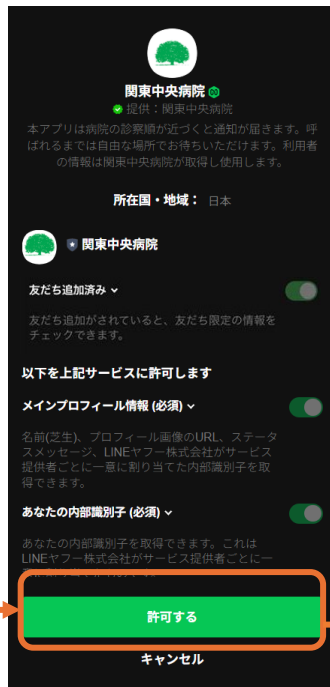 関東中央病院
提供：関東中央病院
本アプリは病院の診察順が近づくと通知が届きます。呼
ばれるまでは自由な場所でお待ちいただけます。利用者
の情報は関東中央病院が取得し使用します。
所在国・地域： 日本
関東中央病院
友だち追加済み
友だち追加がされていると、友だち限定の情報を
チェックできます。
以下を上記サービスに許可します
メインプロフィール情報 (必須)
名前(芝生)、プロフィール画像のURL、ステータ
スメッセージ、LINEヤフー株式会社がサービス
提供者ごとに一意に割り当てた内部識別子を取
得できます。
あなたの内部識別子 (必須)
あなたの内部識別子を取得できます。これは
LINEヤフー株式会社がサービス提供者ごとに一
許可する
キャンセル